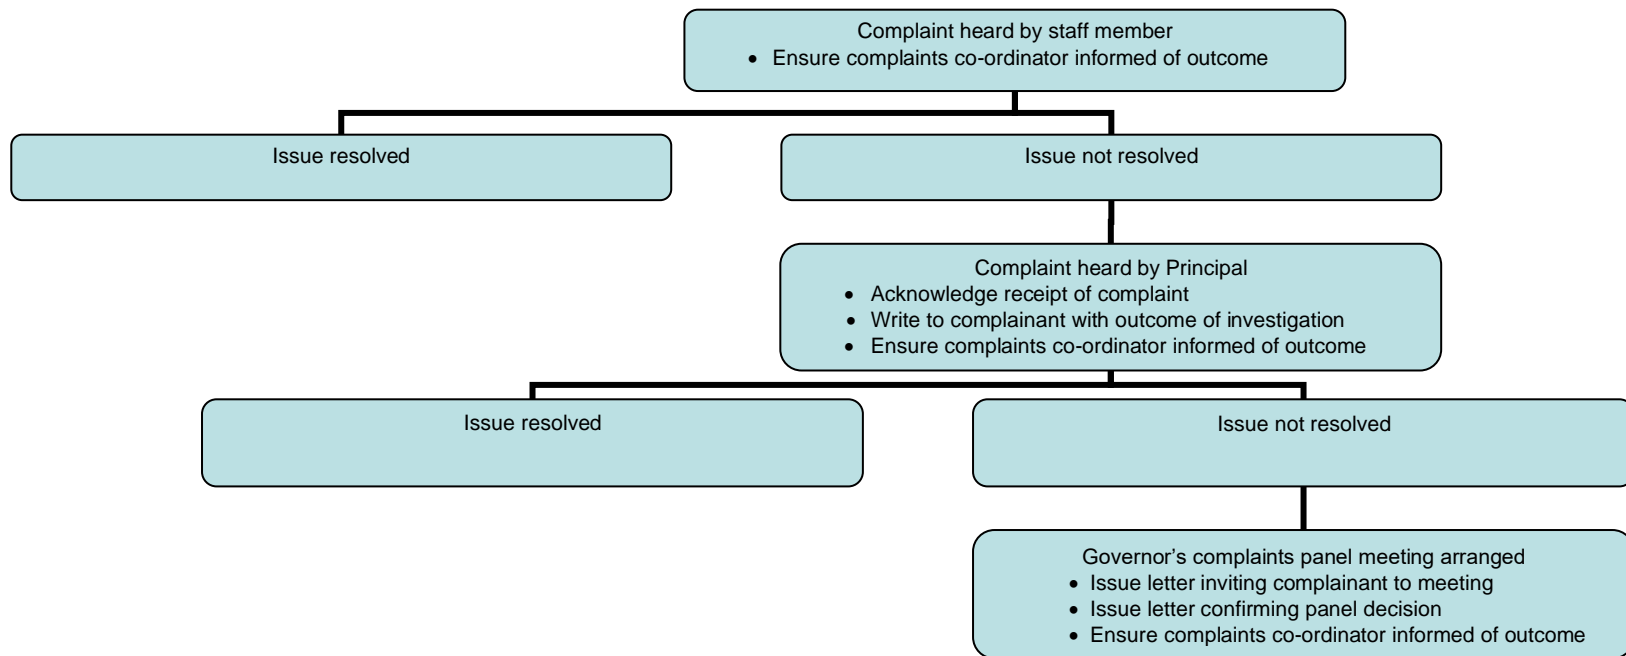 Complaint heard by staff member
• Ensure complaints co-ordinator informed of outcome
Issue resolved
Issue not resolved
Complaint heard by Principal
• Acknowledge receipt of complaint
• Write to complainant with outcome of investigation
• Ensure complaints co-ordinator informed of outcome
Issue resolved
Issue not resolved
Governor’s complaints panel meeting arranged
• Issue letter inviting complainant to meeting
• Issue letter confirming panel decision
• Ensure complaints co-ordinator informed of outcome